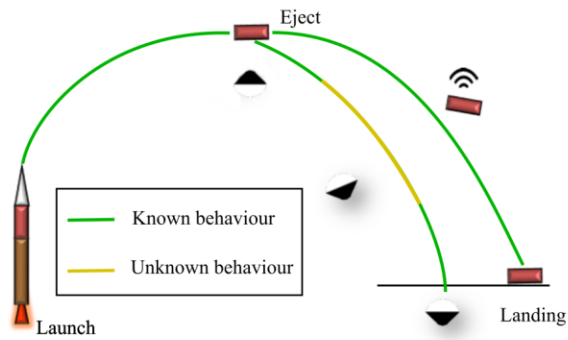 Eject
Known behaviour
Unknown behaviour
Landing
Launch